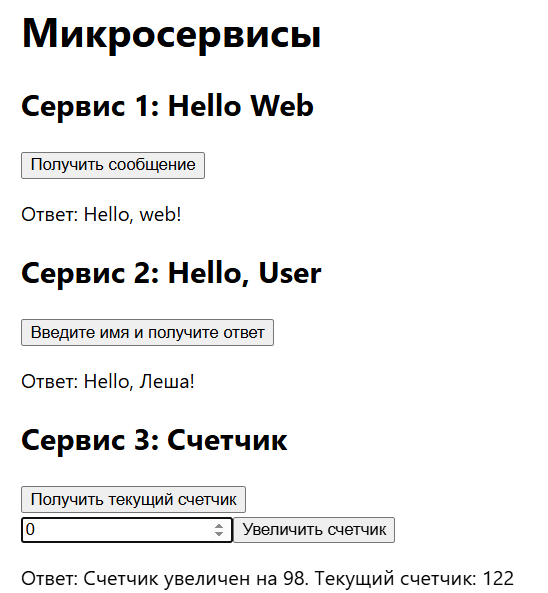 Микросервисы
Сервис 1: Hello Web
Получить сообщение
Ответ: Hello, web!
Сервис 2: Hello, User
Введите имя и получите ответ
Ответ: Hello, Леша!
Сервис 3: Счетчик
Получить текущий счетчик
0 Увеличить счетчик
Ответ: Счетчик увеличен на 98. Текущий счетчик: 122